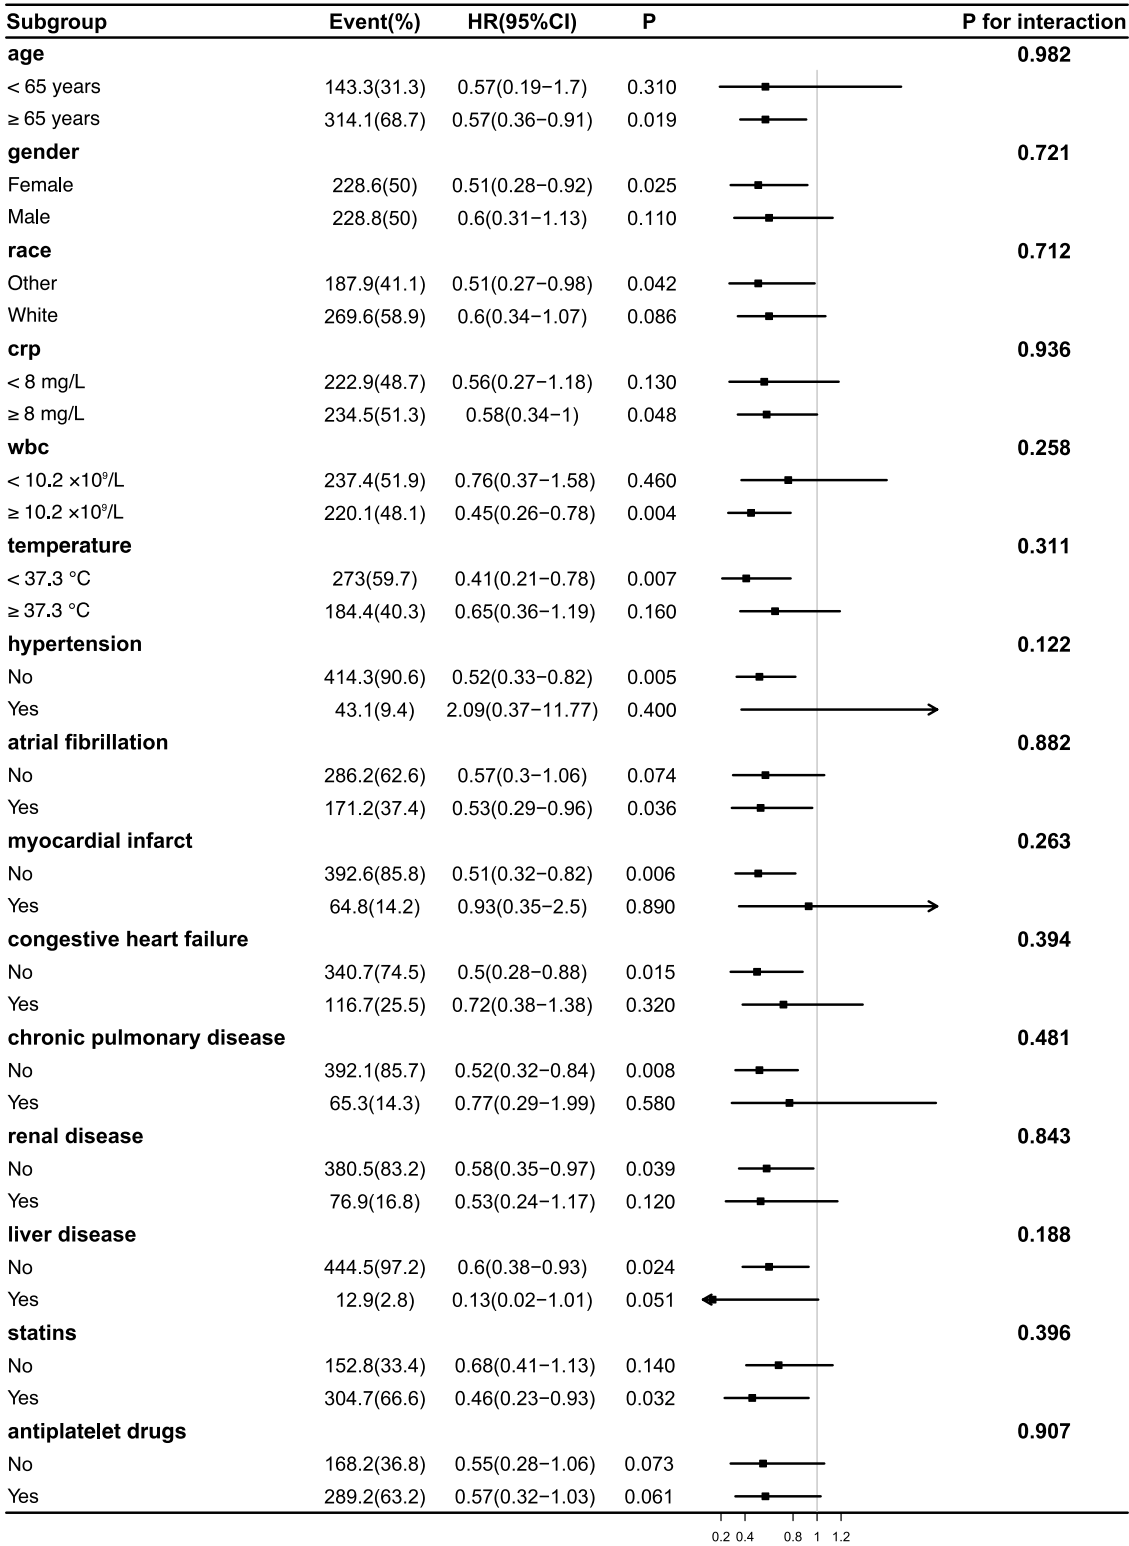 Subgroup Event(%) HR(95%CI) P P for interaction
age 0.982
< 65 years 143.3(31.3) 0.57(0.19−1.7) 0.310
≥ 65 years 314.1(68.7) 0.57(0.36−0.91) 0.019
gender 0.721
Female 228.6(50) 0.51(0.28−0.92) 0.025
Male 228.8(50) 0.6(0.31−1.13) 0.110
race 0.712
Other 187.9(41.1) 0.51(0.27−0.98) 0.042
White 269.6(58.9) 0.6(0.34−1.07) 0.086
crp 0.936
< 8 mg/L 222.9(48.7) 0.56(0.27−1.18) 0.130
≥ 8 mg/L 234.5(51.3) 0.58(0.34−1) 0.048
wbc 0.258
< 10.2 ×10⁹/L 237.4(51.9) 0.76(0.37−1.58) 0.460
≥ 10.2 ×10⁹/L 220.1(48.1) 0.45(0.26−0.78) 0.004
temperature 0.311
< 37.3 °C 273(59.7) 0.41(0.21−0.78) 0.007
≥ 37.3 °C 184.4(40.3) 0.65(0.36−1.19) 0.160
hypertension 0.122
No 414.3(90.6) 0.52(0.33−0.82) 0.005
Yes 43.1(9.4) 2.09(0.37−11.77) 0.400
atrial fibrillation 0.882
No 286.2(62.6) 0.57(0.3−1.06) 0.074
Yes 171.2(37.4) 0.53(0.29−0.96) 0.036
myocardial infarct 0.263
No 392.6(85.8) 0.51(0.32−0.82) 0.006
Yes 64.8(14.2) 0.93(0.35−2.5) 0.890
congestive heart failure 0.394
No 340.7(74.5) 0.5(0.28−0.88) 0.015
Yes 116.7(25.5) 0.72(0.38−1.38) 0.320
chronic pulmonary disease 0.481
No 392.1(85.7) 0.52(0.32−0.84) 0.008
Yes 65.3(14.3) 0.77(0.29−1.99) 0.580
renal disease 0.843
No 380.5(83.2) 0.58(0.35−0.97) 0.039
Yes 76.9(16.8) 0.53(0.24−1.17) 0.120
liver disease 0.188
No 444.5(97.2) 0.6(0.38−0.93) 0.024
Yes 12.9(2.8) 0.13(0.02−1.01) 0.051
statins 0.396
No 152.8(33.4) 0.68(0.41−1.13) 0.140
Yes 304.7(66.6) 0.46(0.23−0.93) 0.032
antiplatelet drugs 0.907
No 168.2(36.8) 0.55(0.28−1.06) 0.073
Yes 289.2(63.2) 0.57(0.32−1.03) 0.061
0.2 0.4 0.8 1 1.2